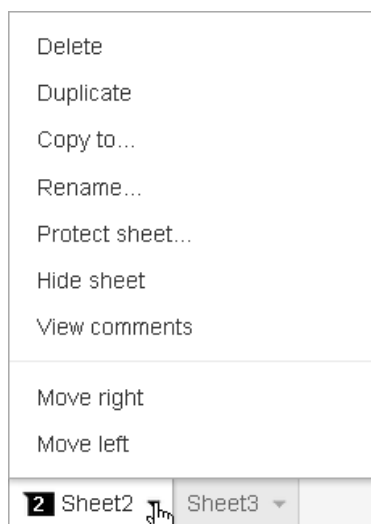 Delete
Duplicate
Copy to...
Rename...
Protect sheet...
Hide sheet
View comments
Move right
Move left
2 Sheet2 Sheet3